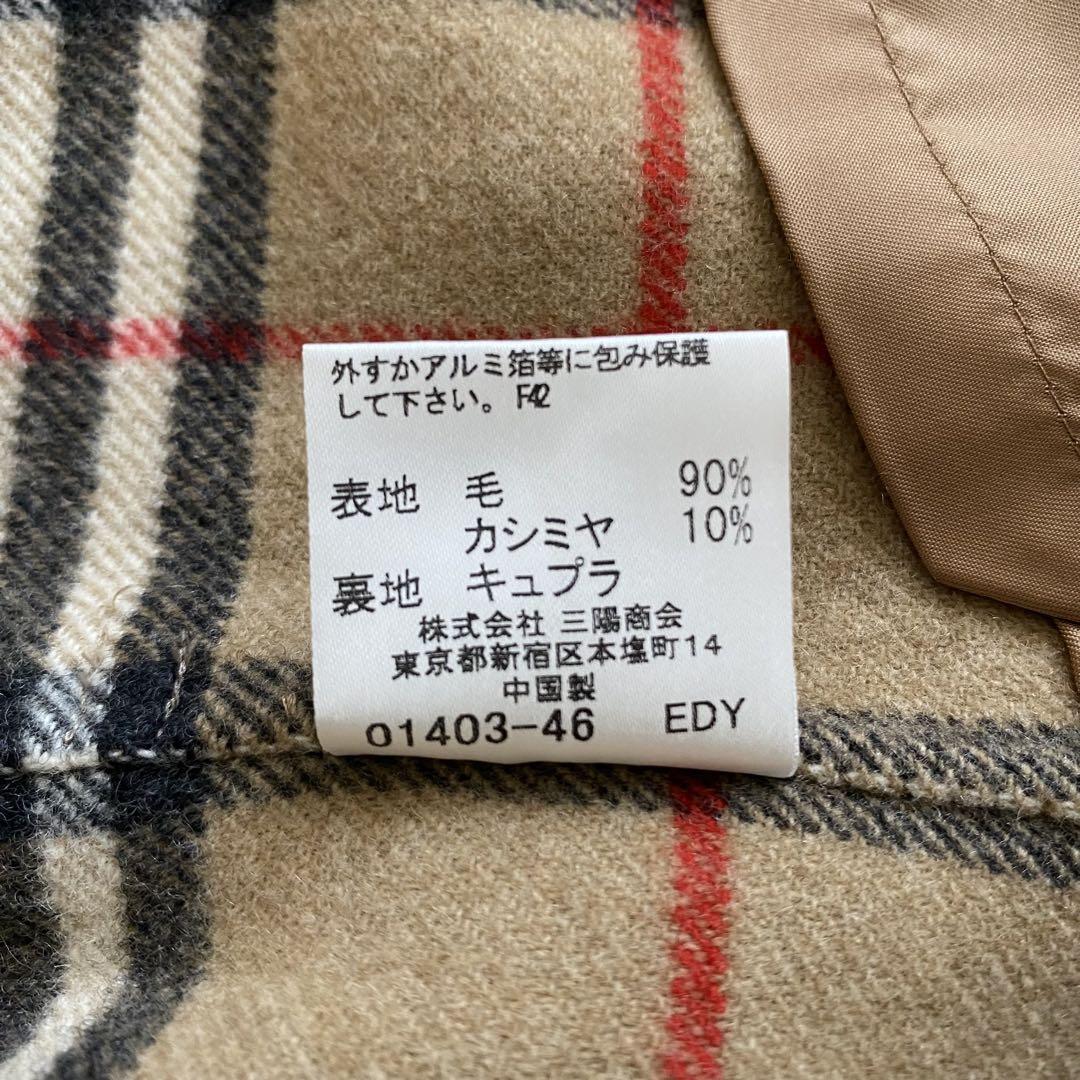 外すかアルミ箔等に包み保護
して下さい。F42
表地 毛 90%
カシミヤ 10%
裏地 キュプラ
株式会社 三陽商会
東京都新宿区本塩町14
中国製
01403-46 EDY